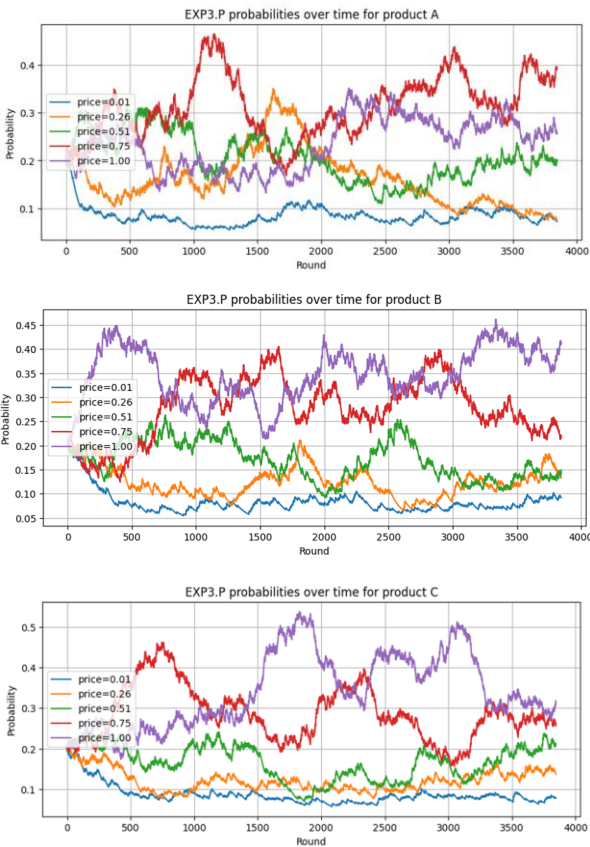 EXP3.P probabilities over time for product A
Probability
0.4
0.3
0.2
0.1
price=0.01
price=0.26
price=0.51
price=0.75
price=1.00
0 500 1000 1500 2000 2500 3000 3500 4000
Round
EXP3.P probabilities over time for product B
Probability
0.45
0.40
0.35
0.30
0.25
0.20
0.15
0.10
0.05
price=0.01
price=0.26
price=0.51
price=0.75
price=1.00
0 500 1000 1500 2000 2500 3000 3500 4000
Round
EXP3.P probabilities over time for product C
Probability
0.5
0.4
0.3
0.2
0.1
price=0.01
price=0.26
price=0.51
price=0.75
price=1.00
0 500 1000 1500 2000 2500 3000 3500 4000
Round